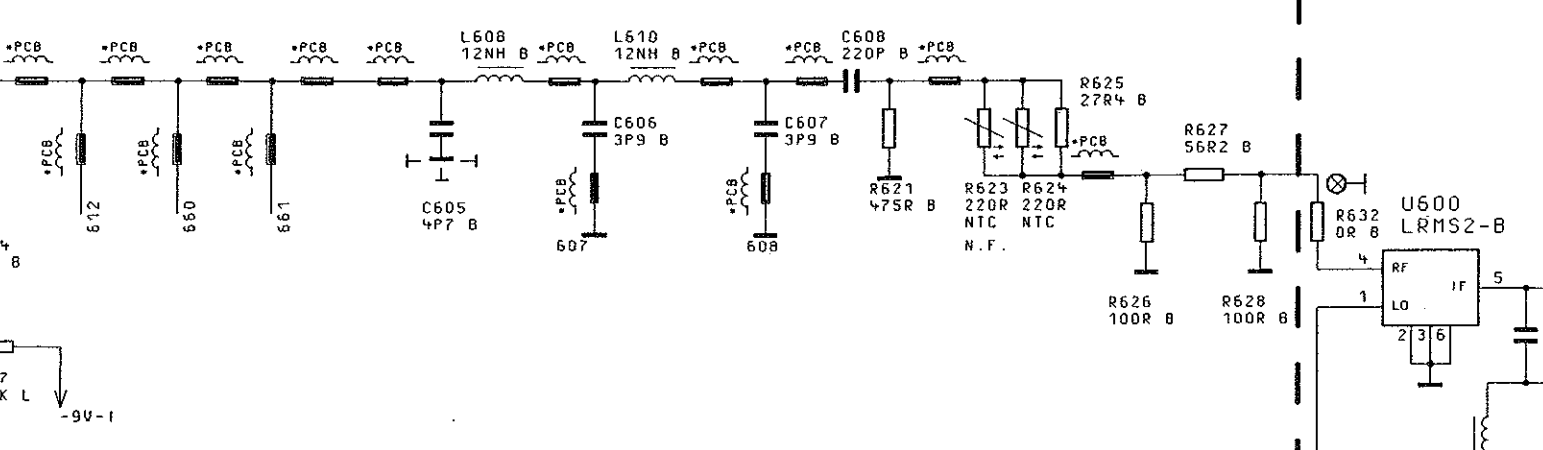 *PCB
*PCB
*PCB
*PCB
*PCB
L608
12NH B
*PCB
L610
12NH B
*PCB
*PCB
C608
220P B
*PCB
R625
27R4 B
*PCB
*PCB
*PCB
C606
3P9 B
C607
3P9 B
*PCB
R627
56R2 B
612
660
661
C605
4P7 B
*PCB
607
*PCB
608
R621
475R B
R623
220R
NTC
N.F.
R624
220R
NTC
R632
0R B
U600
LRMS2-B
4
B
4
RF
IF
5
1
LO
2
3
6
R626
100R B
R628
100R B
7
K L
-9V-I